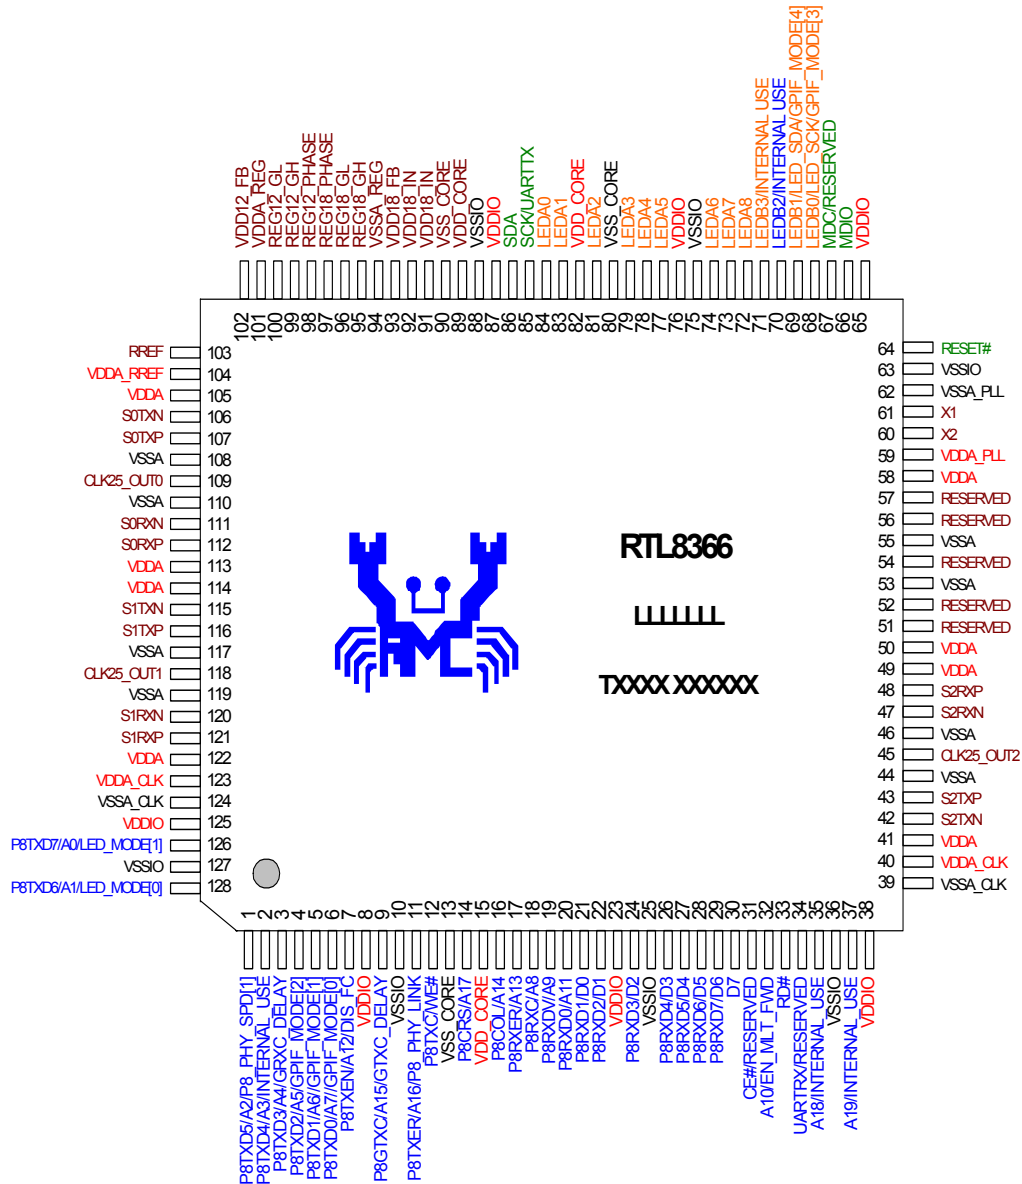 VDD12_FB
VDDA_REG
REG12_GL
REG12_GH
REG12_PHASE
REG18_PHASE
REG18_GL
REG18_GH
VSSA_REG
VDD18_FB
VDD18_IN
VDD18_IN
VSS_CORE
VDD_CORE
VSSIO
VDDIO
SDA
SCK/UARTTX
LEDA0
LEDA1
VDD_CORE
LEDA2
VSS_CORE
LEDA3
LEDA4
LEDA5
VDDIO
VSSIO
LEDA6
LEDA7
LEDA8
LEDB3/INTERNAL USE
LEDB2/INTERNAL USE
LEDB1/LED_SDA/GPIF_MODE[4]
LEDB0/LED_SCK/GPIF_MODE[3]
MDC/RESERVED
MDIO
VDDIO
102 101 100 99 98 97 96 95 94 93 92 91 90 89 88 87 86 85 84 83 82 81 80 79 78 77 76 75 74 73 72 71 70 69 68 67 66 65
RREF 103
VDDA_RREF 104
VDDA 105
S0TXN 106
S0TXP 107
VSSA 108
CLK25_OUT0 109
VSSA 110
S0RXN 111
S0RXP 112
VDDA 113
VDDA 114
S1TXN 115
S1TXP 116
VSSA 117
CLK25_OUT1 118
VSSA 119
S1RXN 120
S1RXP 121
VDDA 122
VDDA_CLK 123
VSSA_CLK 124
VDDIO 125
P8TXD7/A0/LED_MODE[1] 126
VSSIO 127
P8TXD6/A1/LED_MODE[0] 128
RTL8366
LLLLLLL
TXXXX XXXXXX
RMC
64 RESET#
63 VSSIO
62 VSSA_PLL
61 X1
60 X2
59 VDDA_PLL
58 VDDA
57 RESERVED
56 RESERVED
55 VSSA
54 RESERVED
53 VSSA
52 RESERVED
51 RESERVED
50 VDDA
49 VDDA
48 S2RXP
47 S2RXN
46 VSSA
45 CLK25_OUT2
44 VSSA
43 S2TXP
42 S2TXN
41 VDDA
40 VDDA_CLK
39 VSSA_CLK
1 2 3 4 5 6 7 8 9 10 11 12 13 14 15 16 17 18 19 20 21 22 23 24 25 26 27 28 29 30 31 32 33 34 35 36 37 38
P8TXD5/A2/P8_PHY_SPD[1]
P8TXD4/A3/INTERNAL_USE
P8TXD3/A4/GRXC_DELAY
P8TXD2/A5/GPIF_MODE[2]
P8TXD1/A6//GPIF_MODE[1]
P8TXD0/A7//GPIF_MODE[0]
P8TXEN/A12/DIS_FC
VDDIO
P8GTXC/A15/GTXC_DELAY
VSSIO
P8TXER/A16/P8_PHY_LINK
P8TXC/WE#
VSS_CORE
P8CRS/A17
VDD_CORE
P8COL/A14
P8RXER/A13
P8RXC/A8
P8RXDV/A9
P8RXD0/A11
P8RXD1/D0
P8RXD2/D1
VDDIO
P8RXD3/D2
VSSIO
P8RXD4/D3
P8RXD5/D4
P8RXD6/D5
P8RXD7/D6
D7
CE#/RESERVED
A10/EN_MLT_FWD
RD#
UARTRX/RESERVED
A18/INTERNAL_USE
VSSIO
A19/INTERNAL_USE
VDDIO